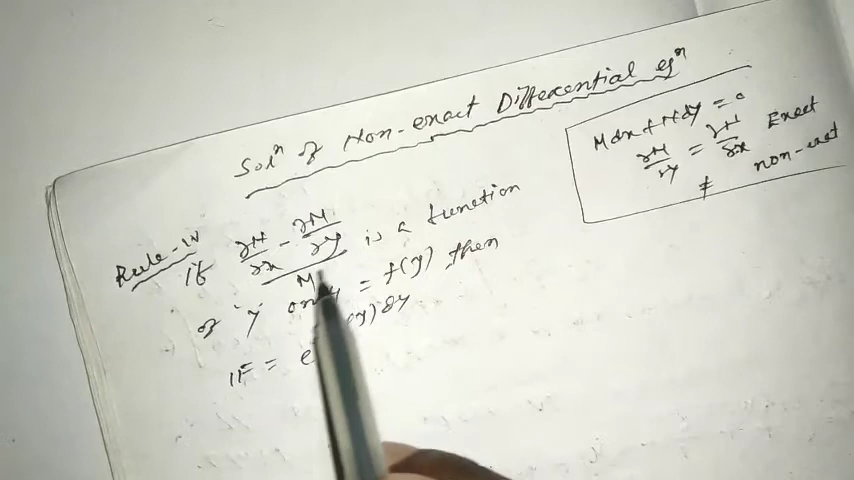 Solⁿ of Non-exact Differential eqⁿ
Mdx + Ndy = 0
∂M/∂y = ∂N/∂x Exact
≠ non-exact
Rule-IV
If (∂N/∂x - ∂M/∂y)/M is a function
of 'y' only = f(y) then
IF = e
(y)dy